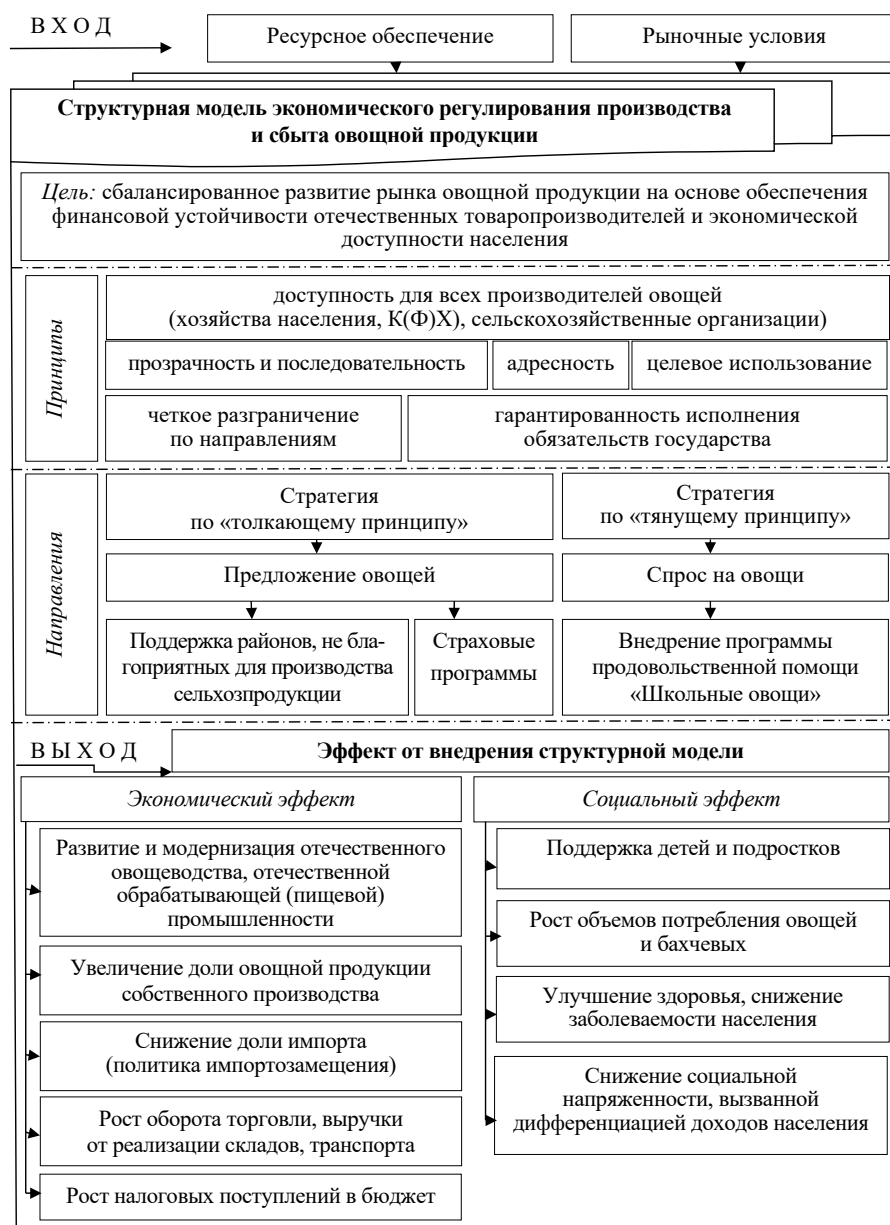 В Х О Д
Ресурсное обеспечение
Рыночные условия
Структурная модель экономического регулирования производства
и сбыта овощной продукции
Цель: сбалансированное развитие рынка овощной продукции на основе обеспечения
финансовой устойчивости отечественных товаропроизводителей и экономической
доступности населения
Принципы
доступность для всех производителей овощей
(хозяйства населения, К(Ф)Х), сельскохозяйственные организации)
прозрачность и последовательность
адресность
целевое использование
четкое разграничение
по направлениям
гарантированность исполнения
обязательств государства
Направления
Стратегия
по «толкающему принципу»
Стратегия
по «тянущему принципу»
Предложение овощей
Спрос на овощи
Поддержка районов, не бла-
гоприятных для производства
сельхозпродукции
Страховые
программы
Внедрение программы
продовольственной помощи
«Школьные овощи»
В Ы Х О Д
Эффект от внедрения структурной модели
Экономический эффект
Развитие и модернизация отечественного
овощеводства, отечественной
обрабатывающей (пищевой)
промышленности
Увеличение доли овощной продукции
собственного производства
Снижение доли импорта
(политика импортозамещения)
Рост оборота торговли, выручки
от реализации складов, транспорта
Рост налоговых поступлений в бюджет
Социальный эффект
Поддержка детей и подростков
Рост объемов потребления овощей
и бахчевых
Улучшение здоровья, снижение
заболеваемости населения
Снижение социальной
напряженности, вызванной
дифференциацией доходов населения